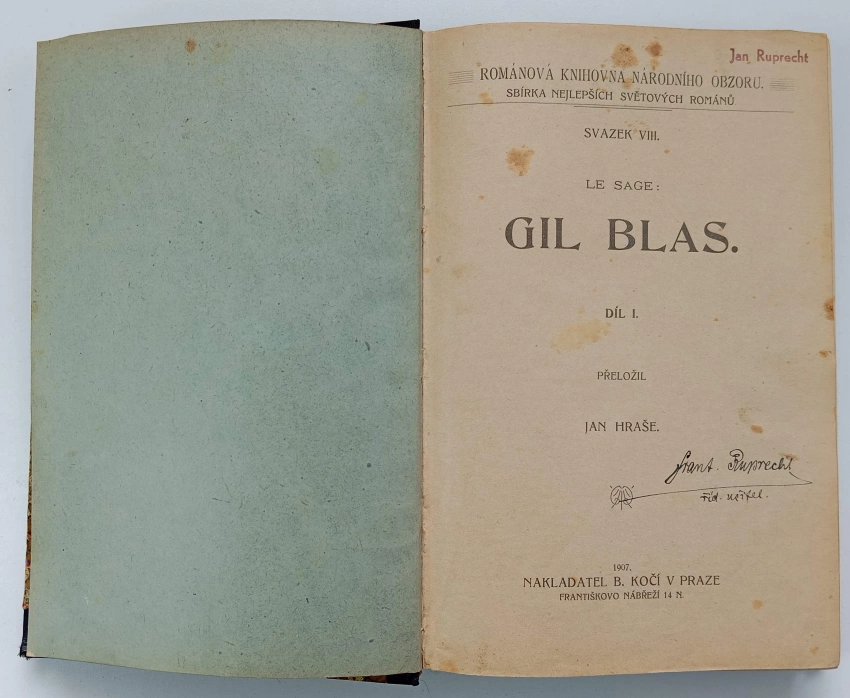 Jan Ruprecht
ROMÁNOVÁ KNIHOVNA NÁRODNÍHO OBZORU.
SBÍRKA NEJLEPŠÍCH SVĚTOVÝCH ROMÁNŮ
SVAZEK VIII.
LE SAGE:
GIL BLAS.
DÍL I.
PŘELOŽIL
JAN HRAŠE.
Frant. Ruprecht
říd. učitel.
1907.
NAKLADATEL B. KOČÍ V PRAZE
FRANTIŠKOVO NÁBŘEŽÍ 14 N.